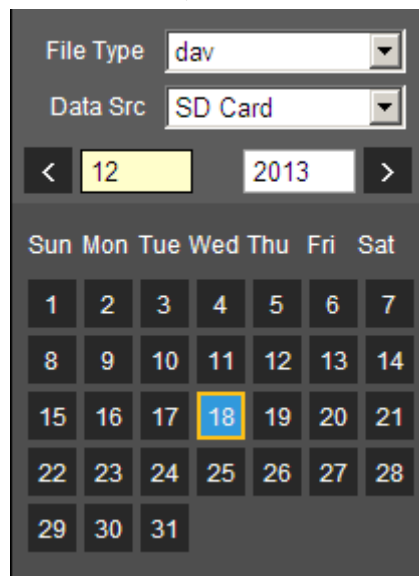 File Type dav
Data Src SD Card
< 12 2013 >
Sun Mon Tue Wed Thu Fri Sat
1 2 3 4 5 6 7
8 9 10 11 12 13 14
15 16 17 18 19 20 21
22 23 24 25 26 27 28
29 30 31